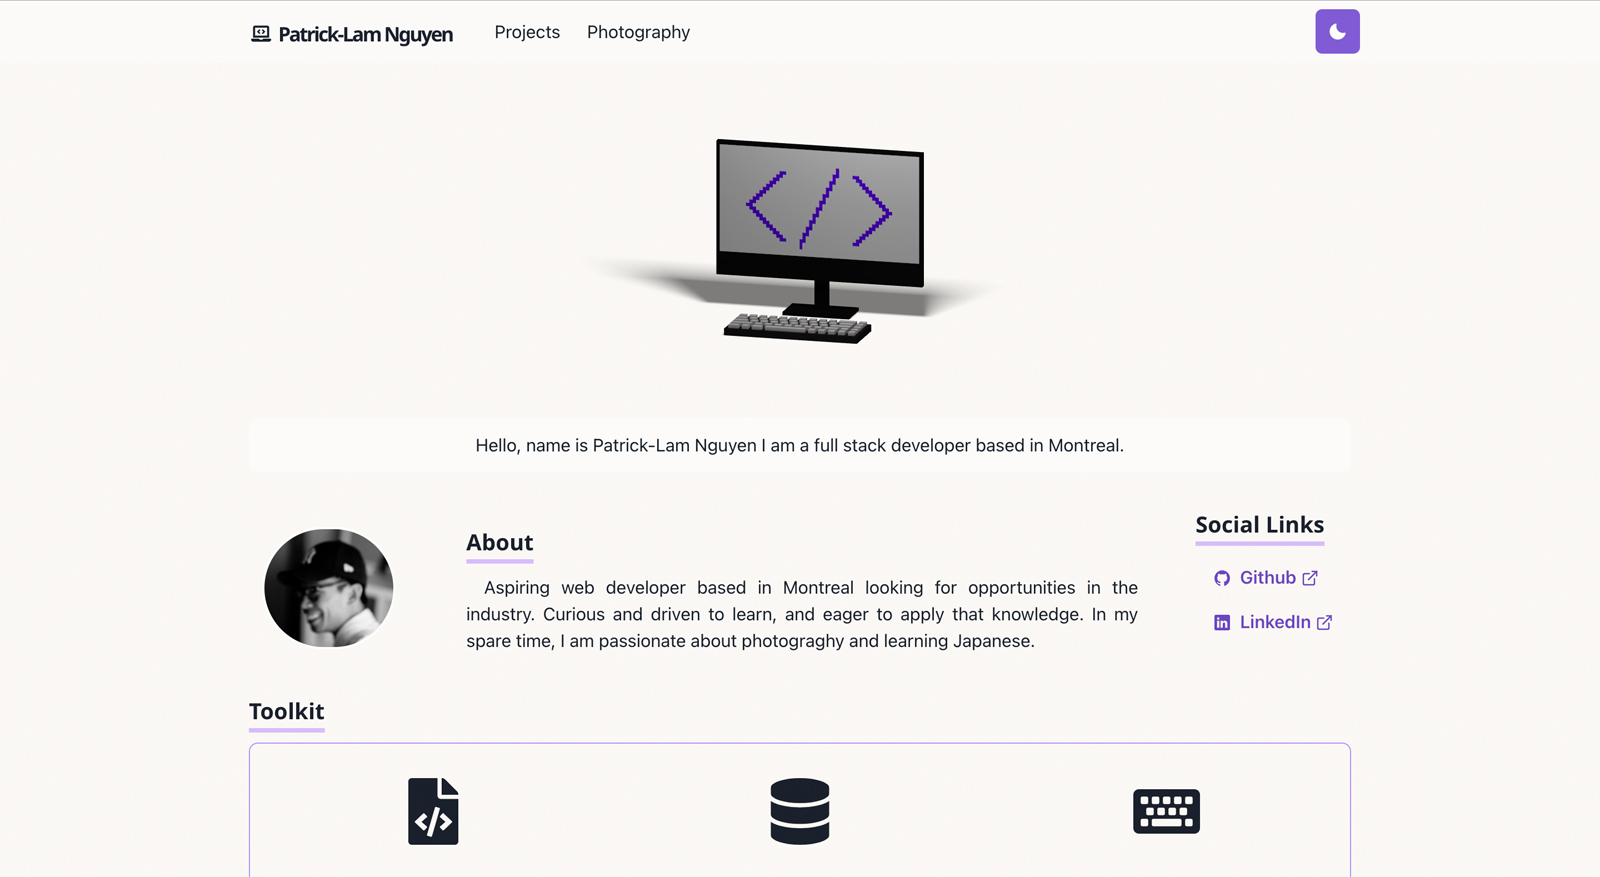 Patrick-Lam Nguyen Projects Photography
</>
Hello, name is Patrick-Lam Nguyen I am a full stack developer based in Montreal.
About
Aspiring web developer based in Montreal looking for opportunities in the
industry. Curious and driven to learn, and eager to apply that knowledge. In my
spare time, I am passionate about photograghy and learning Japanese.
Social Links
Github
LinkedIn
Toolkit